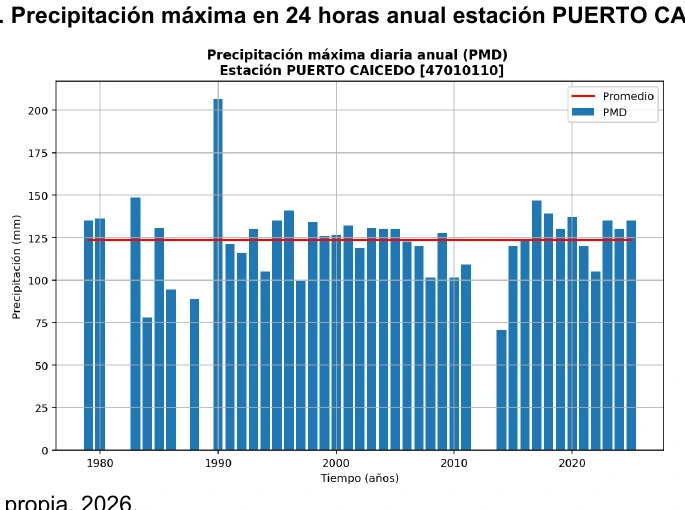 . Precipitación máxima en 24 horas anual estación PUERTO CA
Precipitación máxima diaria anual (PMD)
Estación PUERTO CAICEDO [47010110]
Promedio
PMD
Precipitación (mm)
200
175
150
125
100
75
50
25
0
1980
1990
2000
2010
2020
Tiempo (años)
propia, 2026.